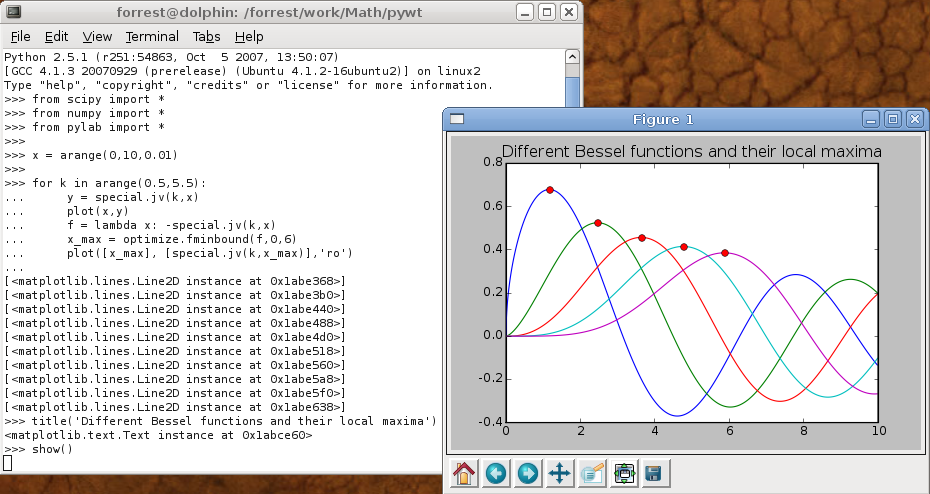 forrest@dolphin: /forrest/work/Math/pywt
File Edit View Terminal Tabs Help
Python 2.5.1 (r251:54863, Oct  5 2007, 13:50:07)
[GCC 4.1.3 20070929 (prerelease) (Ubuntu 4.1.2-16ubuntu2)] on linux2
Type "help", "copyright", "credits" or "license" for more information.
>>> from scipy import *
>>> from numpy import *
>>> from pylab import *
>>>
>>> x = arange(0,10,0.01)
>>>
>>> for k in arange(0.5,5.5):
...      y = special.jv(k,x)
...      plot(x,y)
...      f = lambda x: -special.jv(k,x)
...      x_max = optimize.fminbound(f,0,6)
...      plot([x_max], [special.jv(k,x_max)],'ro')
...
[<matplotlib.lines.Line2D instance at 0x1abe368>]
[<matplotlib.lines.Line2D instance at 0x1abe3b0>]
[<matplotlib.lines.Line2D instance at 0x1abe440>]
[<matplotlib.lines.Line2D instance at 0x1abe488>]
[<matplotlib.lines.Line2D instance at 0x1abe4d0>]
[<matplotlib.lines.Line2D instance at 0x1abe518>]
[<matplotlib.lines.Line2D instance at 0x1abe560>]
[<matplotlib.lines.Line2D instance at 0x1abe5a8>]
[<matplotlib.lines.Line2D instance at 0x1abe5f0>]
[<matplotlib.lines.Line2D instance at 0x1abe638>]
>>> title('Different Bessel functions and their local maxima')
<matplotlib.text.Text instance at 0x1abce60>
>>> show()
Figure 1
Different Bessel functions and their local maxima
0.8
0.6
0.4
0.2
0.0
-0.2
-0.4
0 2 4 6 8 10